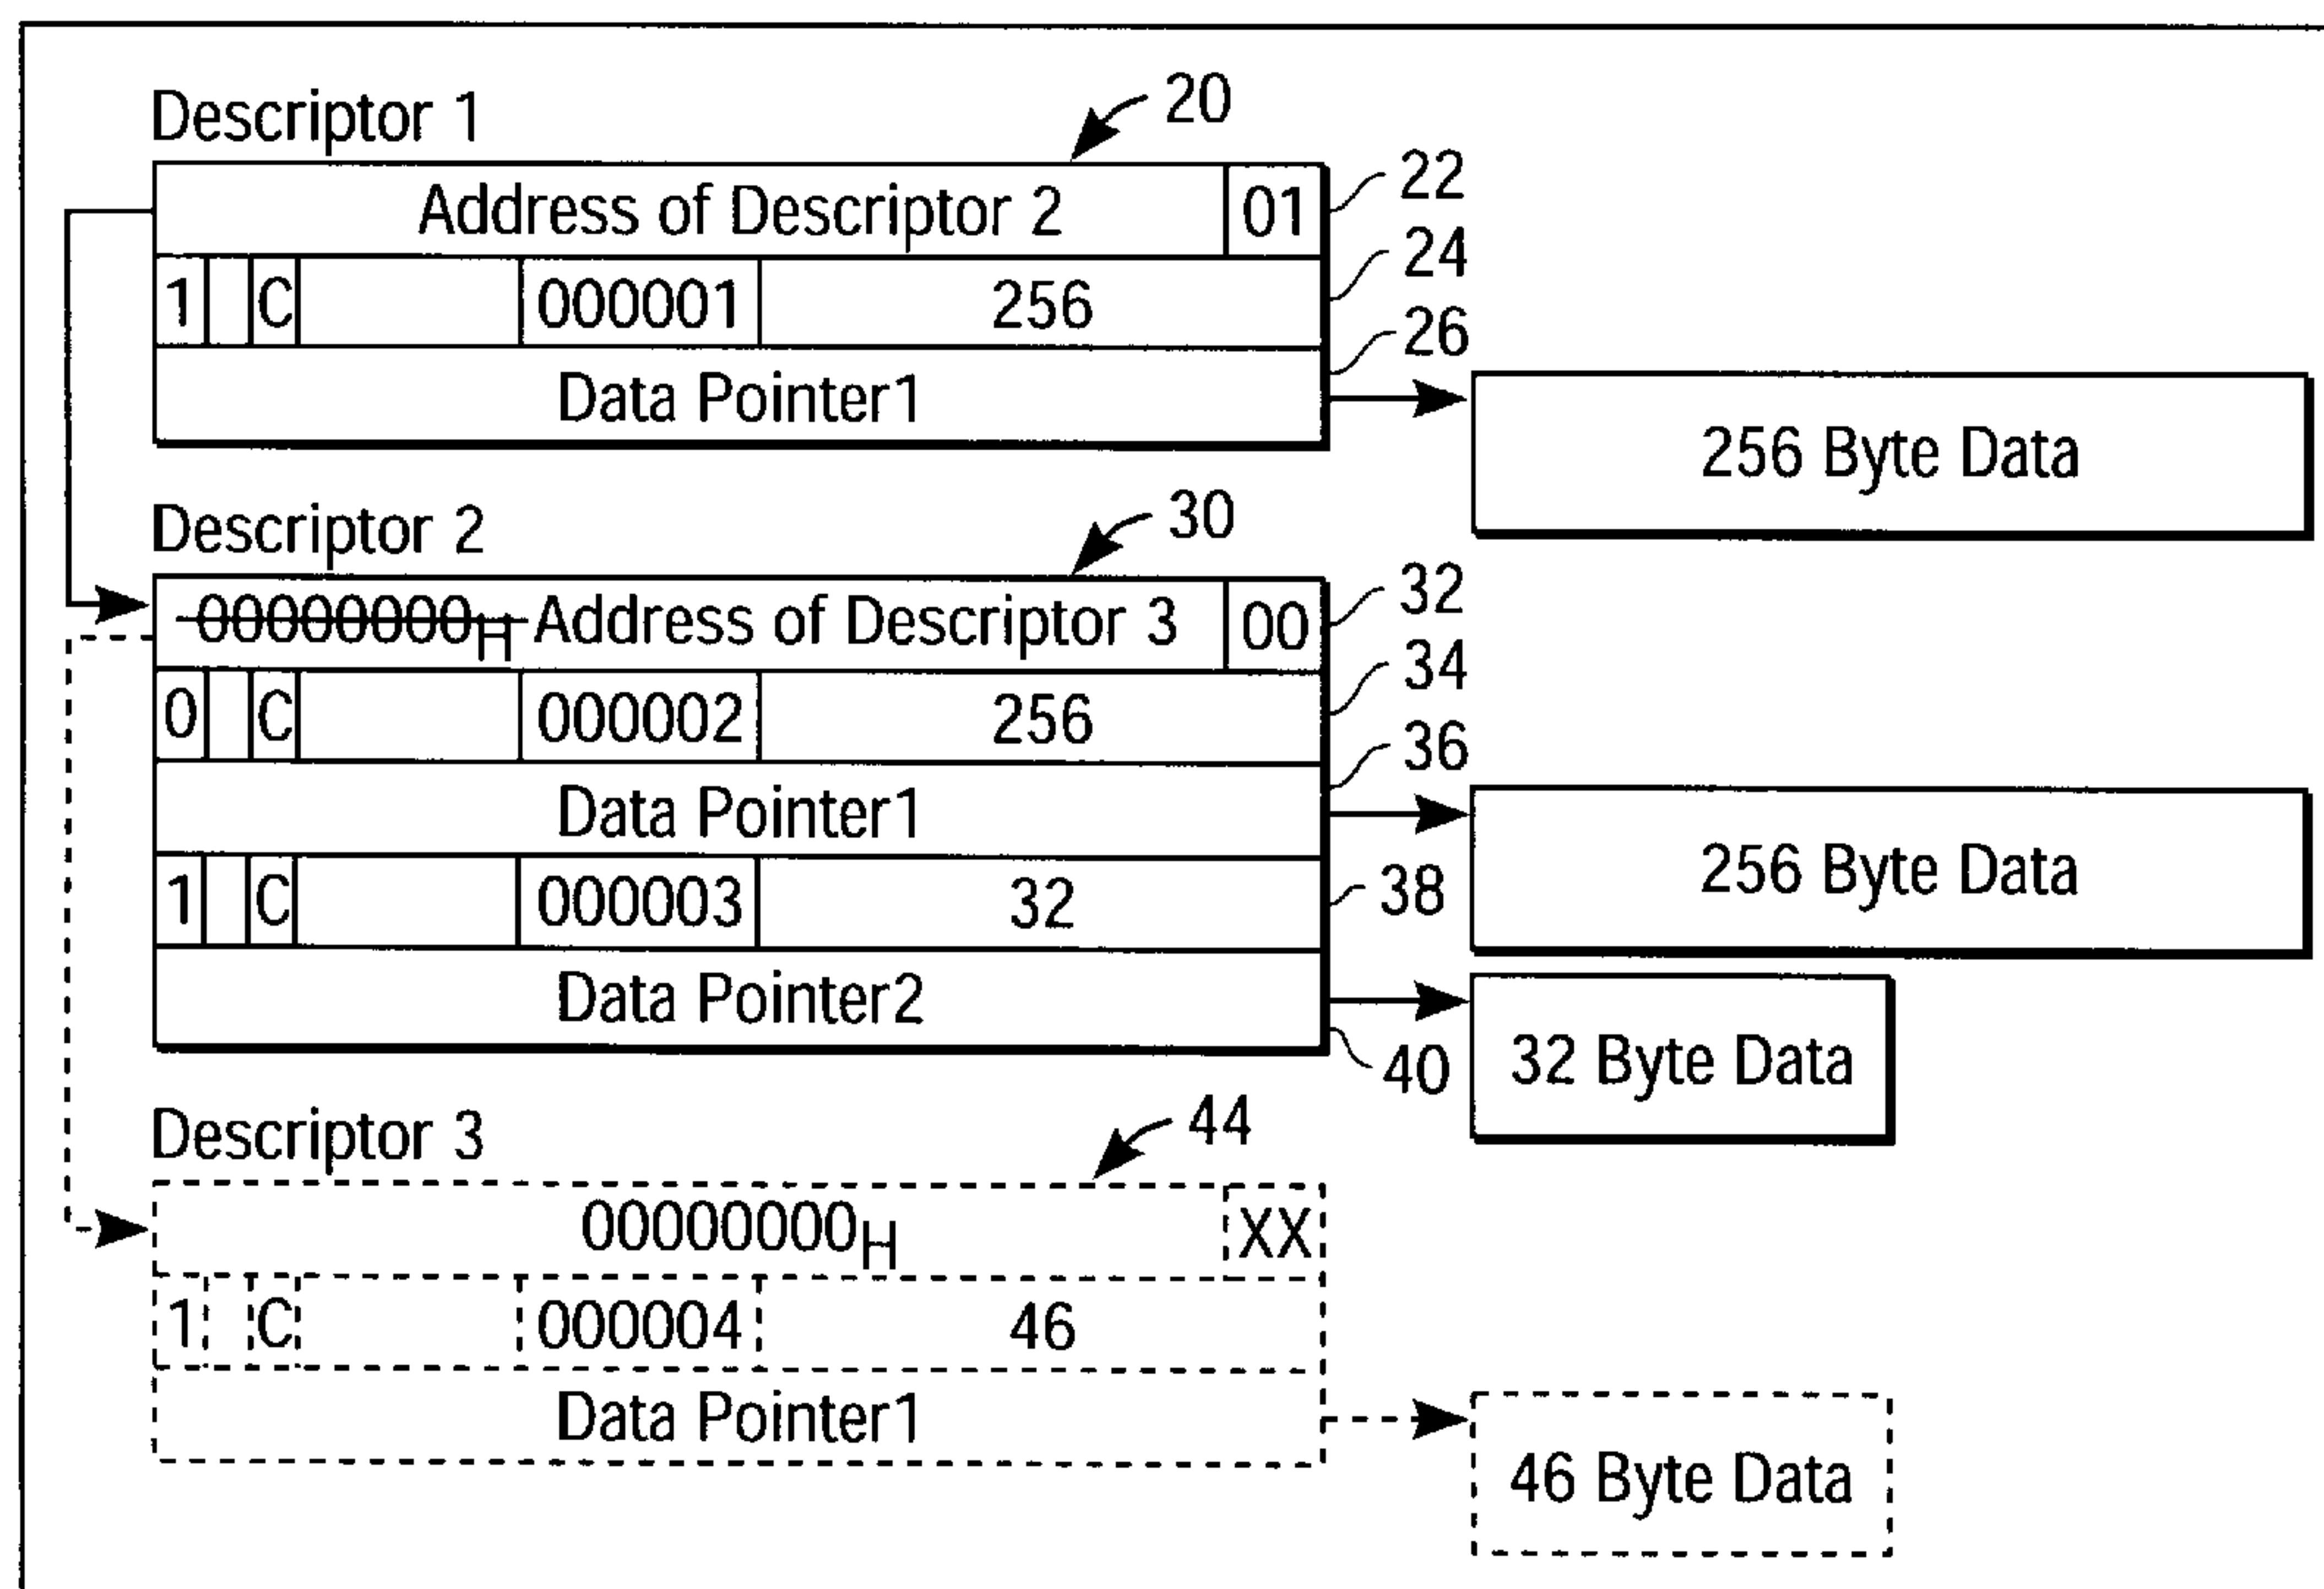 Descriptor 1
20
Address of Descriptor 2 01 22
1 C 000001 256 24
Data Pointer1 26
256 Byte Data
Descriptor 2
30
00000000H Address of Descriptor 3 00 32
0 C 000002 256 34
Data Pointer1 36
256 Byte Data
1 C 000003 32 38
Data Pointer2 40
32 Byte Data
Descriptor 3
44
00000000H XX
1 C 000004 46
Data Pointer1
46 Byte Data